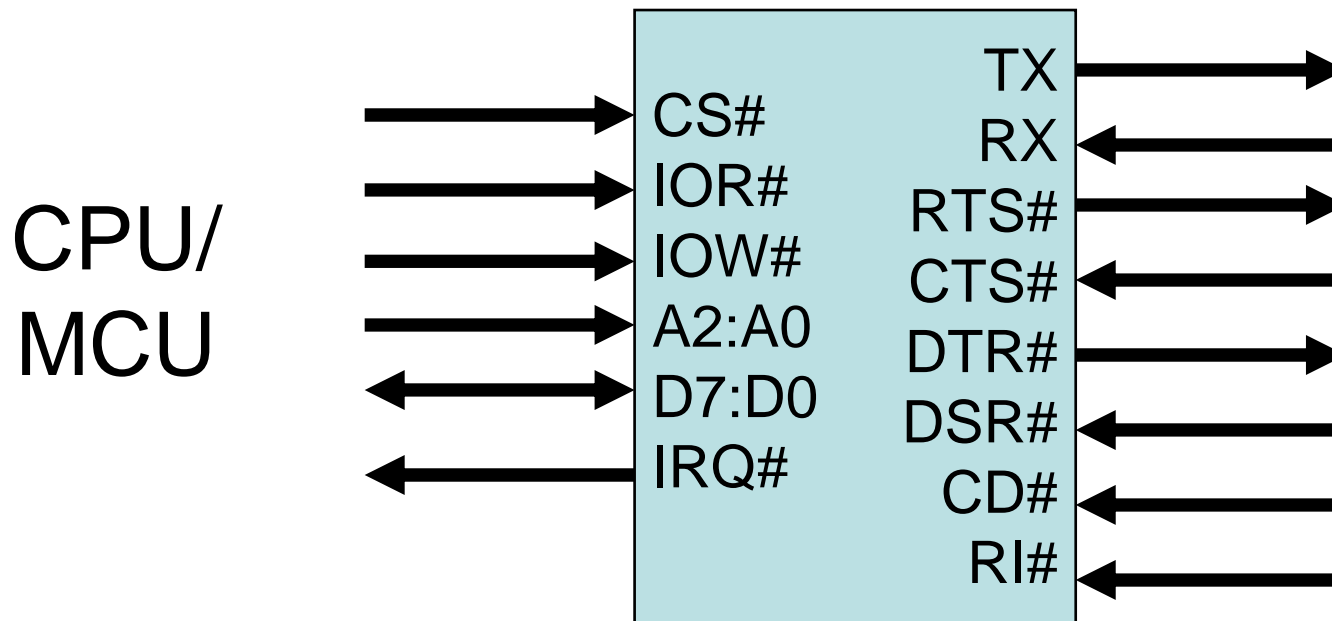 CPU/
MCU
CS#
IOR#
IOW#
A2:A0
D7:D0
IRQ#
TX
RX
RTS#
CTS#
DTR#
DSR#
CD#
RI#